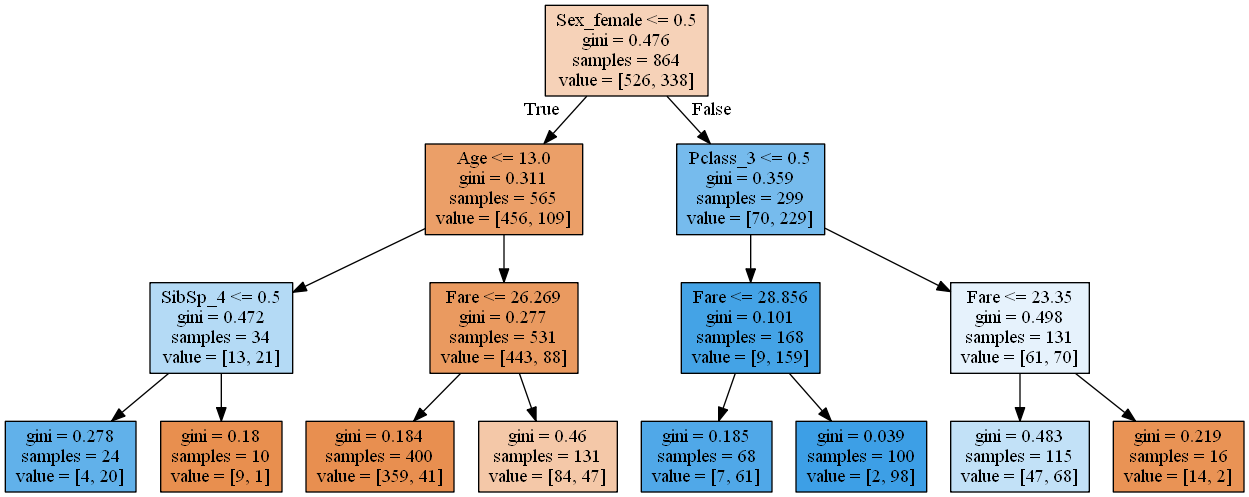 Sex_female <= 0.5
gini = 0.476
samples = 864
value = [526, 338]
True
False
Age <= 13.0
gini = 0.311
samples = 565
value = [456, 109]
Pclass_3 <= 0.5
gini = 0.359
samples = 299
value = [70, 229]
SibSp_4 <= 0.5
gini = 0.472
samples = 34
value = [13, 21]
Fare <= 26.269
gini = 0.277
samples = 531
value = [443, 88]
Fare <= 28.856
gini = 0.101
samples = 168
value = [9, 159]
Fare <= 23.35
gini = 0.498
samples = 131
value = [61, 70]
gini = 0.278
samples = 24
value = [4, 20]
gini = 0.18
samples = 10
value = [9, 1]
gini = 0.184
samples = 400
value = [359, 41]
gini = 0.46
samples = 131
value = [84, 47]
gini = 0.185
samples = 68
value = [7, 61]
gini = 0.039
samples = 100
value = [2, 98]
gini = 0.483
samples = 115
value = [47, 68]
gini = 0.219
samples = 16
value = [14, 2]